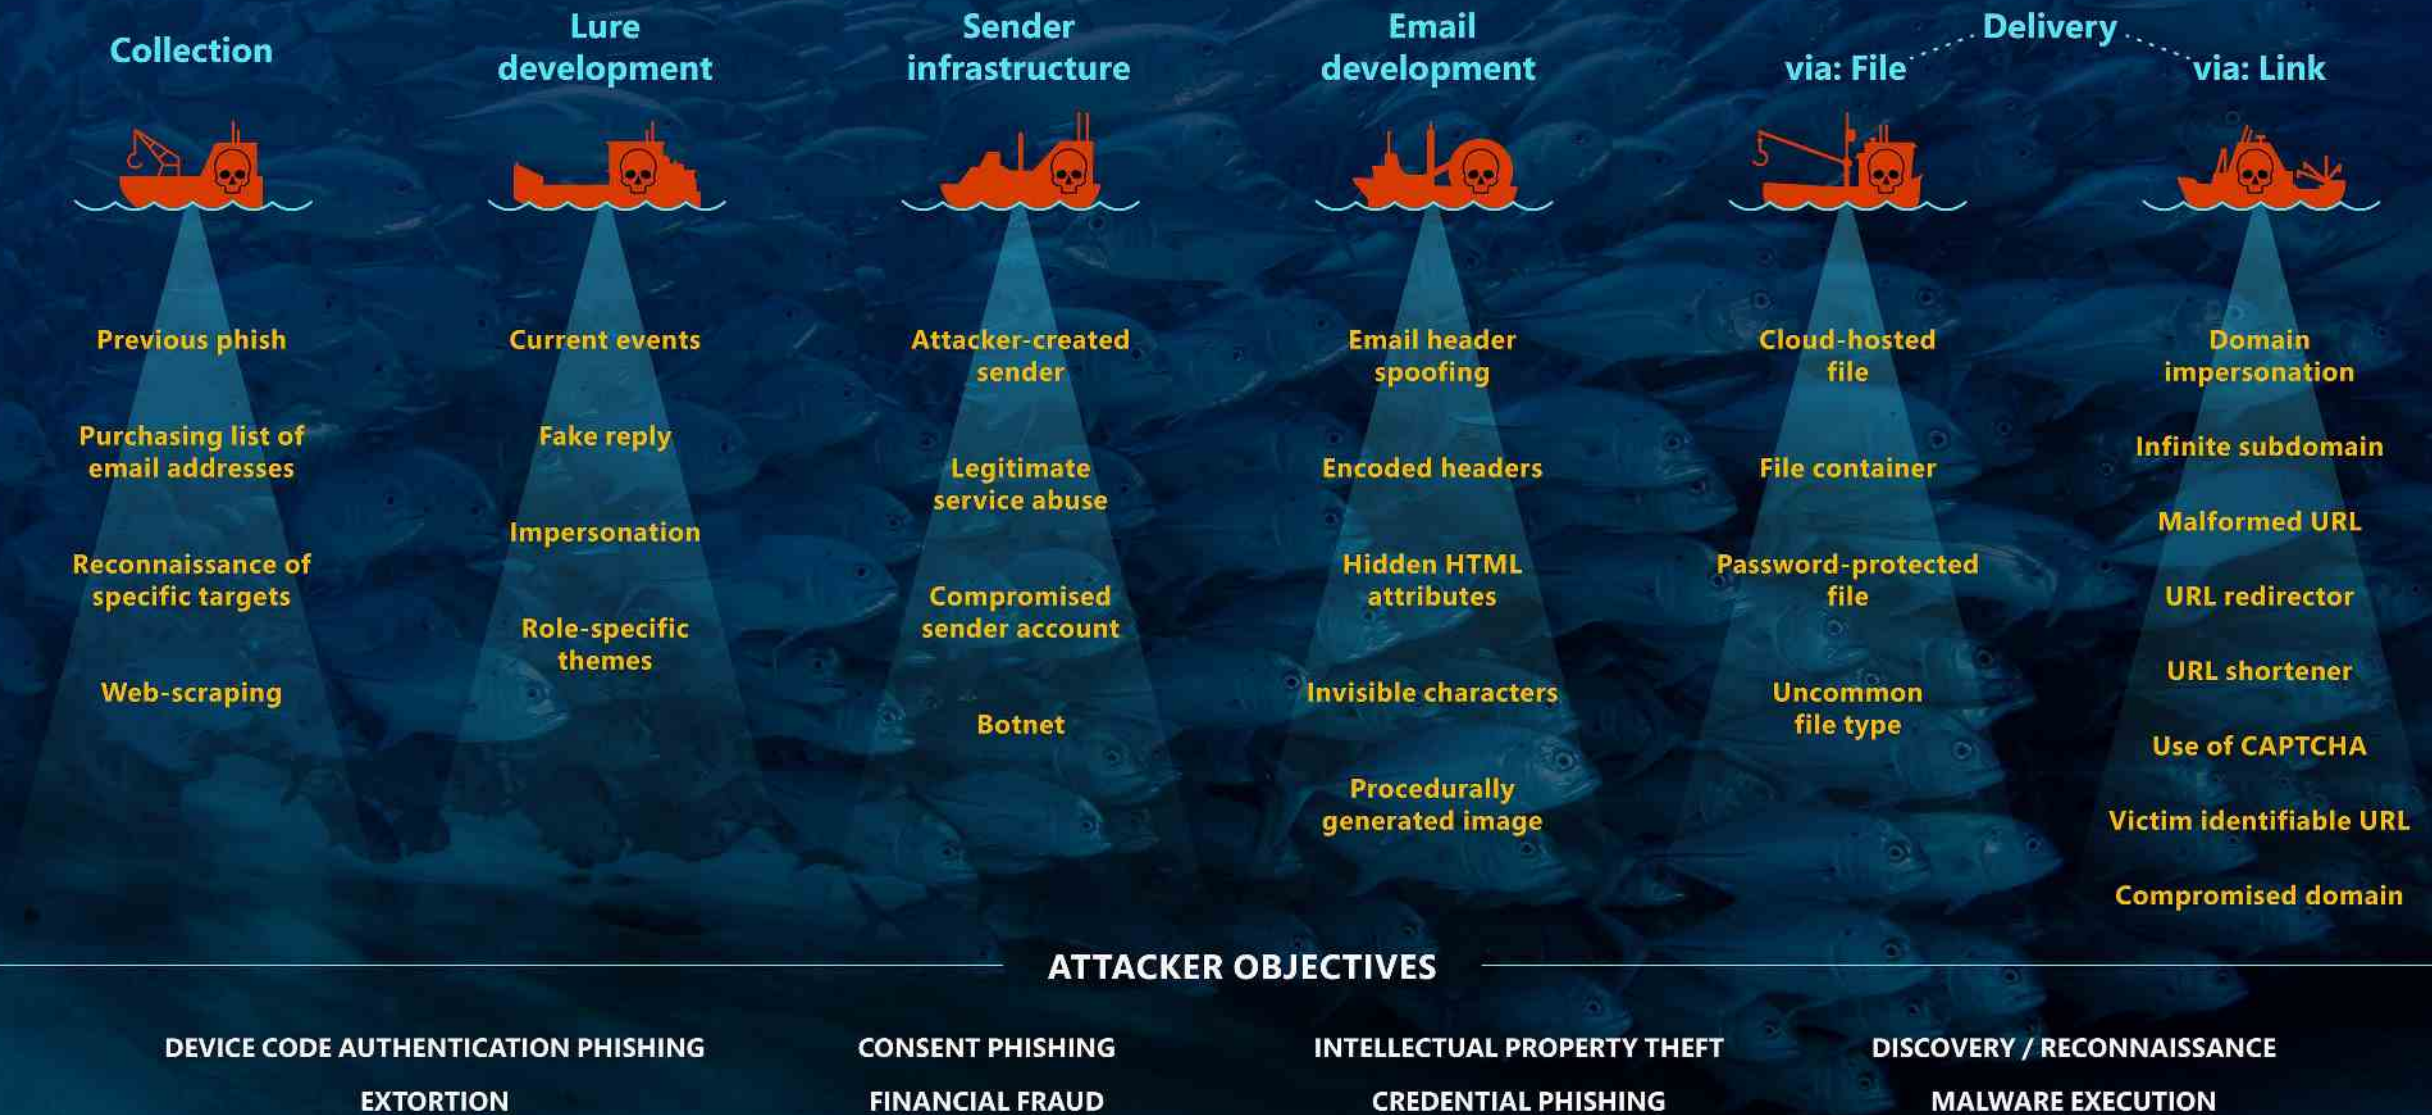 Collection
Lure
development
Sender
infrastructure
Email
development
Delivery
via: File
via: Link
Previous phish
Purchasing list of
email addresses
Reconnaissance of
specific targets
Web-scraping
Current events
Fake reply
Impersonation
Role-specific
themes
Attacker-created
sender
Legitimate
service abuse
Compromised
sender account
Botnet
Email header
spoofing
Encoded headers
Hidden HTML
attributes
Invisible characters
Procedurally
generated image
Cloud-hosted
file
File container
Password-protected
file
Uncommon
file type
Domain
impersonation
Infinite subdomain
Malformed URL
URL redirector
URL shortener
Use of CAPTCHA
Victim identifiable URL
Compromised domain
ATTACKER OBJECTIVES
DEVICE CODE AUTHENTICATION PHISHING
CONSENT PHISHING
INTELLECTUAL PROPERTY THEFT
DISCOVERY / RECONNAISSANCE
EXTORTION
FINANCIAL FRAUD
CREDENTIAL PHISHING
MALWARE EXECUTION